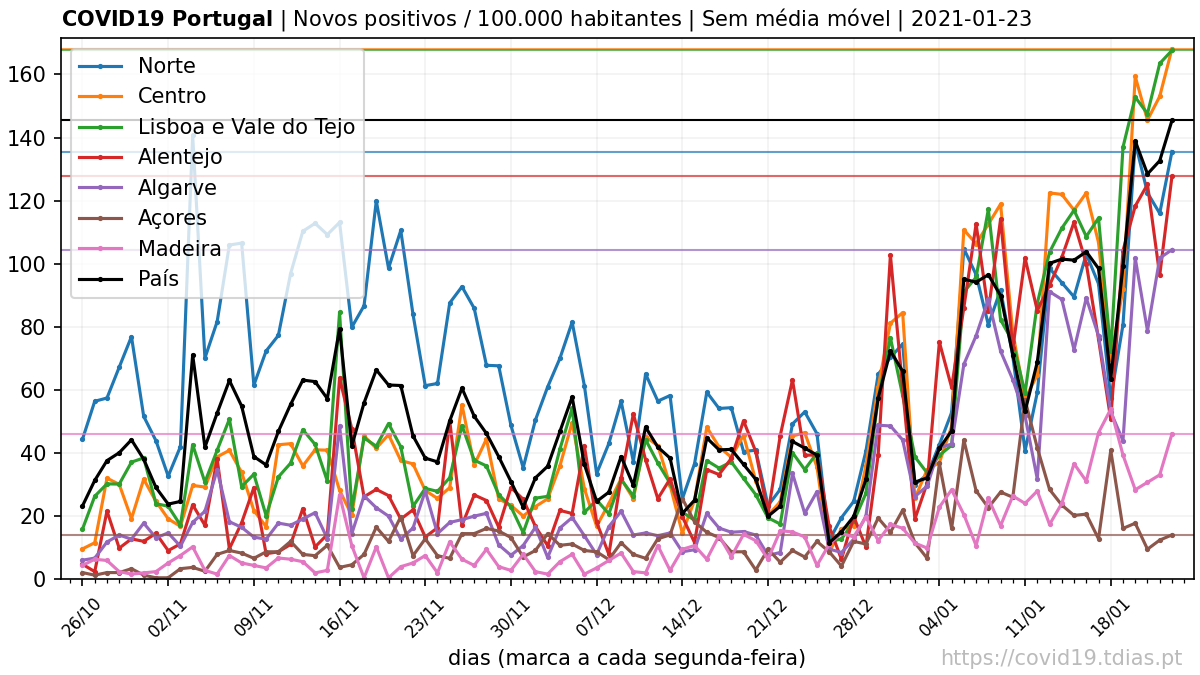 COVID19 Portugal | Novos positivos / 100.000 habitantes | Sem média móvel | 2021-01-23
160
140
120
100
80
60
40
20
0
Norte
Centro
Lisboa e Vale do Tejo
Alentejo
Algarve
Açores
Madeira
País
26/10
02/11
09/11
16/11
23/11
30/11
07/12
14/12
21/12
28/12
04/01
11/01
18/01
dias (marca a cada segunda-feira)
https://covid19.tdias.pt